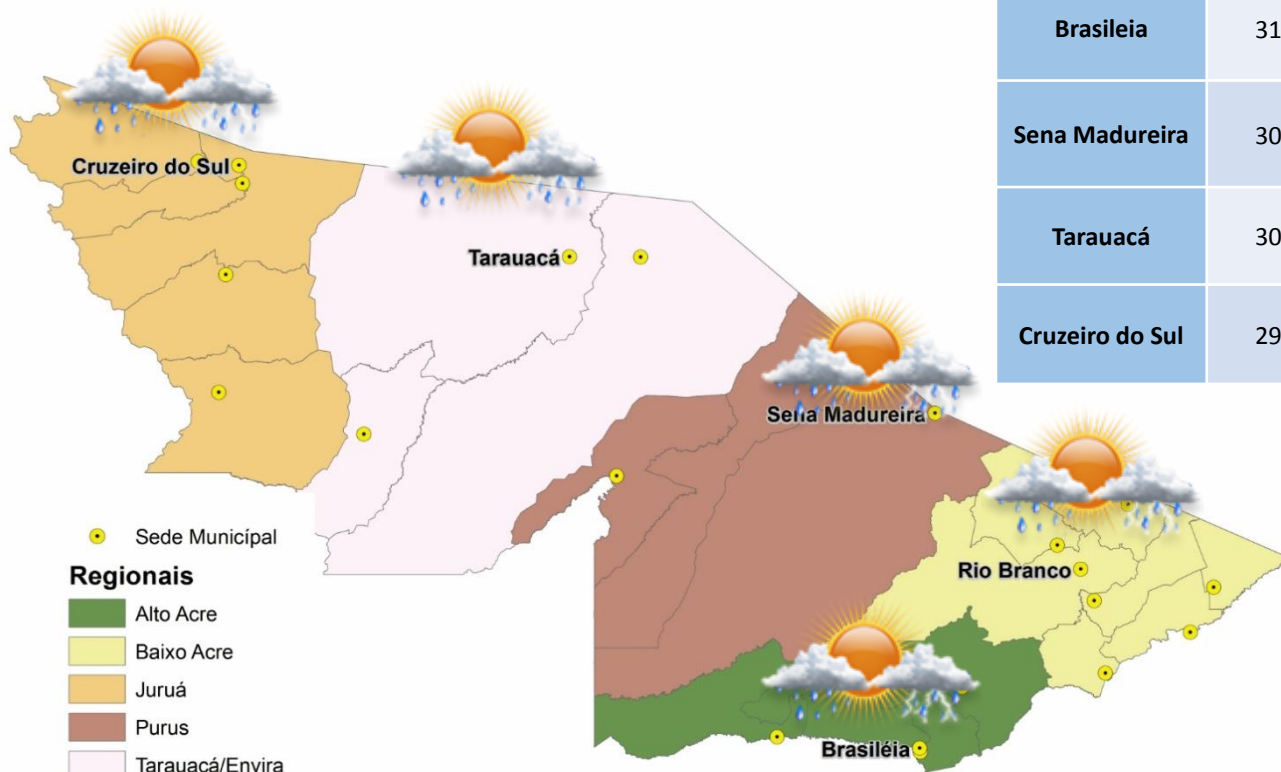 Brasileia 31
Sena Madureira 30
Tarauacá 30
Cruzeiro do Sul 29
Cruzeiro do Sul
Tarauacá
Sena Madureira
Rio Branco
Brasiléia
Sede Municípal
Regionais
Alto Acre
Baixo Acre
Juruá
Purus
Tarauacá/Envira